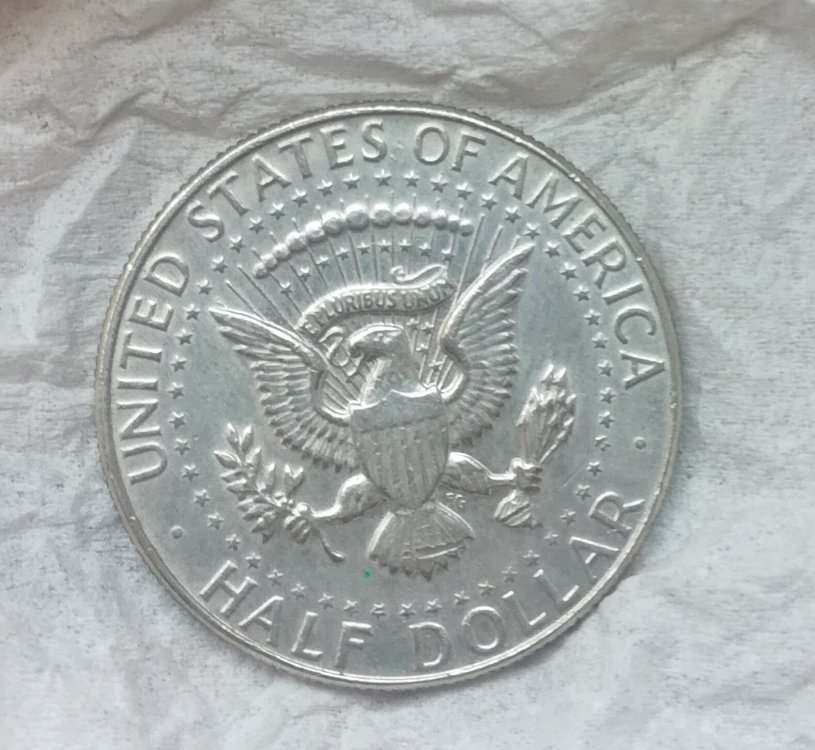 UNITED STATES OF AMERICA
E PLURIBUS UNUM
FG
HALF DOLLAR